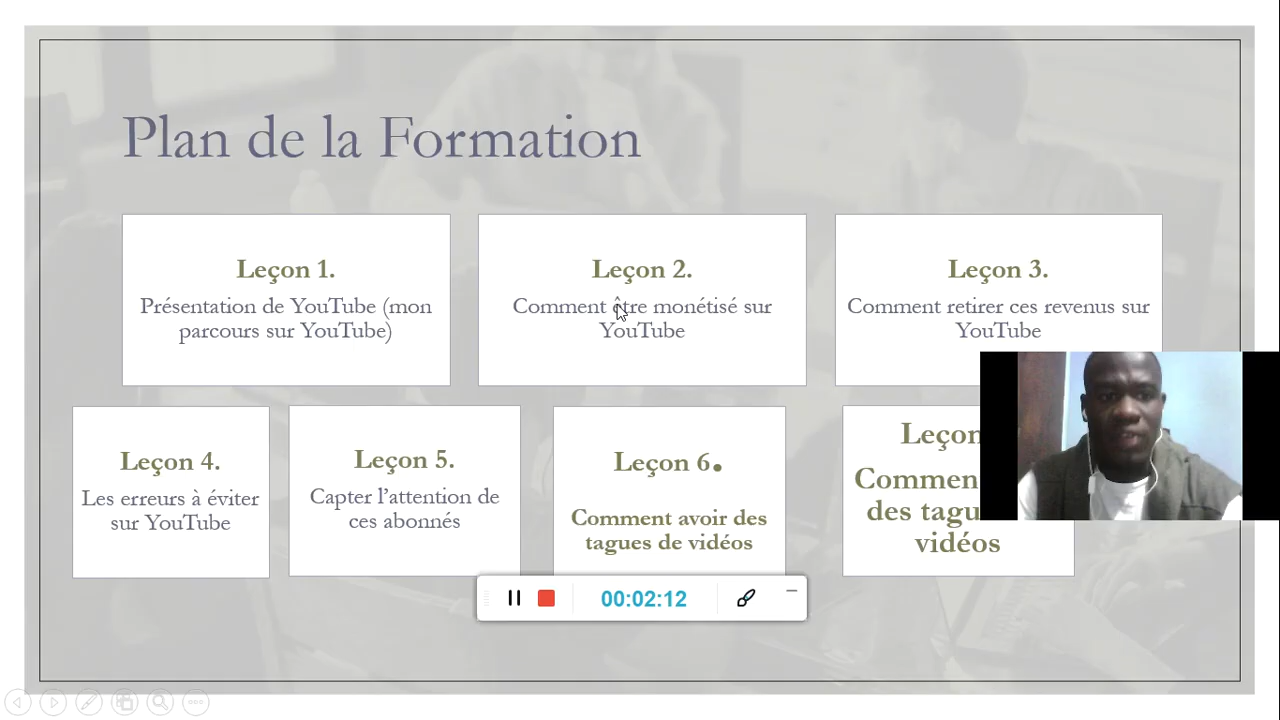 Plan de la Formation
Leçon 1.
Présentation de YouTube (mon
parcours sur YouTube)
Leçon 2.
Comment être monétisé sur
YouTube
Leçon 3.
Comment retirer ces revenus sur
YouTube
Leçon 4.
Les erreurs à éviter
sur YouTube
Leçon 5.
Capter l’attention de
ces abonnés
Leçon 6.
Comment avoir des
tagues de vidéos
Leçon
des
vidéos
00:02:12